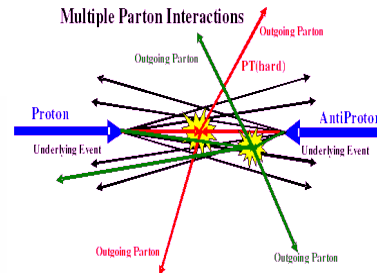 Multiple Parton Interactions
Outgoing Parton
Outgoing Parton
PT(hard)
Proton
AntiProton
Underlying Event
Underlying Event
Outgoing Parton
Outgoing Parton